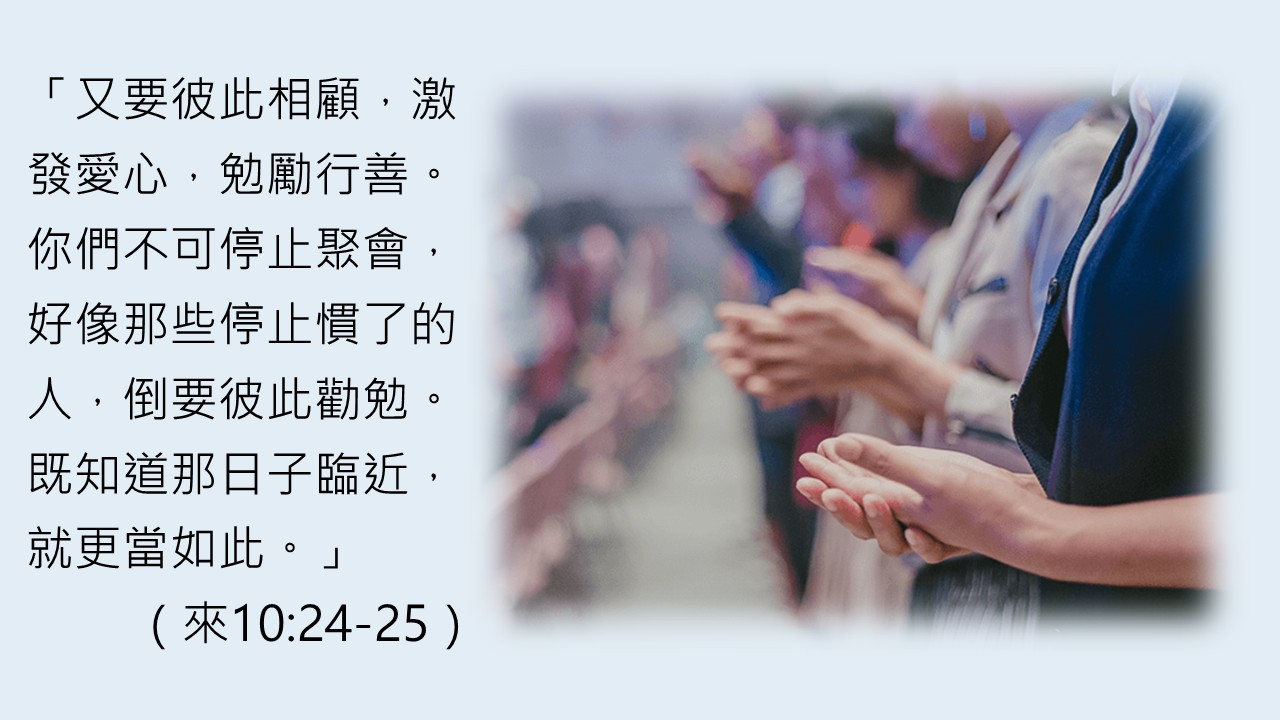 「又要彼此相顧，激
發愛心，勉勵行善。
你們不可停止聚會，
好像那些停止慣了的
人，倒要彼此勸勉。
既知道那日子臨近，
就更當如此。」
（來10:24-25）